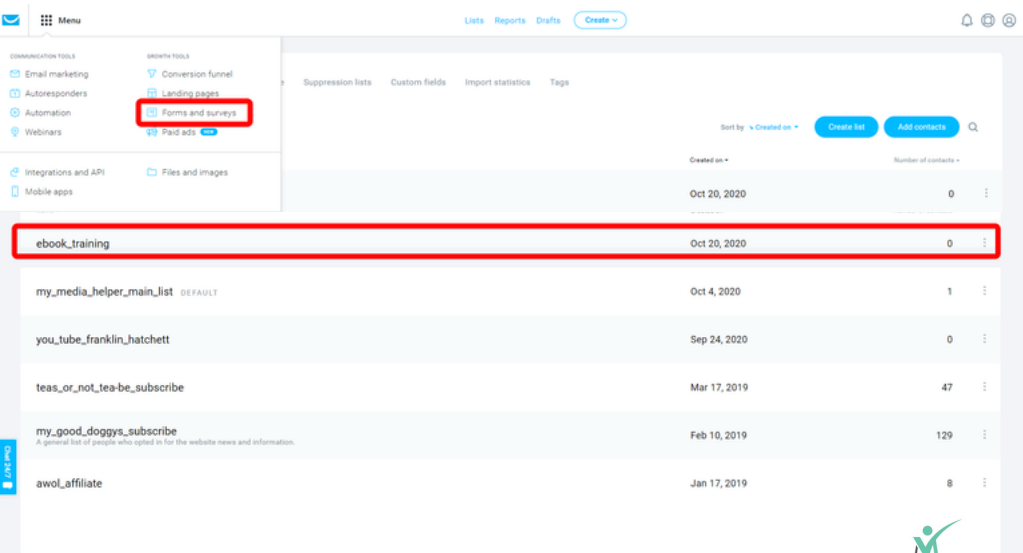 Menu
Lists Reports Drafts Create
COMMUNICATION TOOLS GROWTH TOOLS
Email marketing Conversion funnel
Autoresponders Landing pages
Automation Forms and surveys
Webinars Paid ads NEW
Integrations and API Files and images
Mobile apps
Suppression lists Custom fields Import statistics Tags
Sort by Created on Create list Add contacts
Created on Number of contacts
Oct 20, 2020 0
ebook_training Oct 20, 2020 0
my_media_helper_main_list DEFAULT Oct 4, 2020 1
you_tube_franklin_hatchett Sep 24, 2020 0
teas_or_not_tea-be_subscribe Mar 17, 2019 47
my_good_doggys_subscribe Feb 10, 2019 129
A general list of people who opted in for the website news and information.
awol_affiliate Jan 17, 2019 8
Chat 24/7